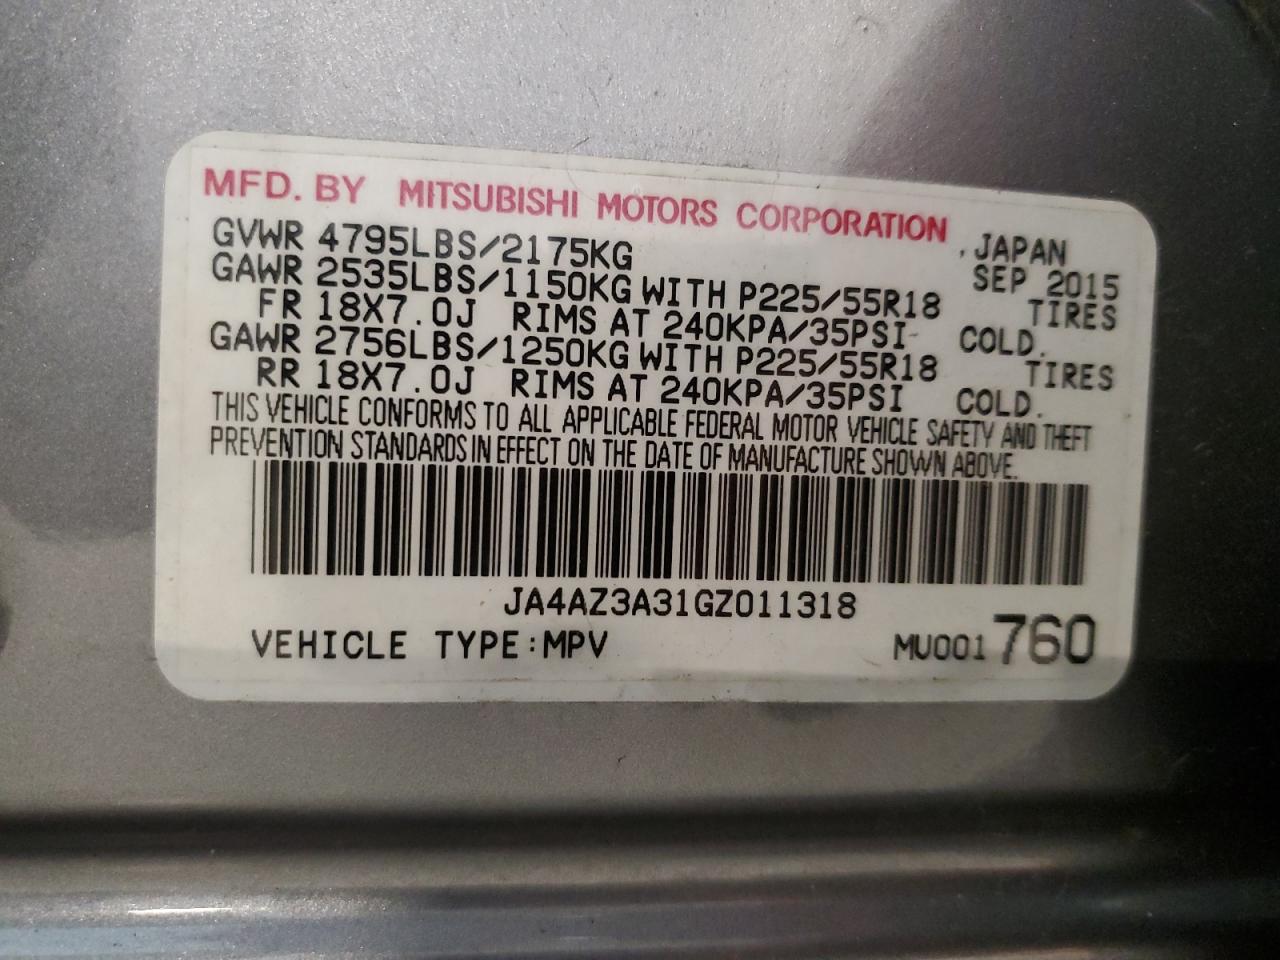 MFD. BY MITSUBISHI MOTORS CORPORATION
GVWR 4795LBS/2175KG JAPAN
SEP 2015
GAWR 2535LBS/1150KG WITH P225/55R18 TIRES
FR 18X7.0J RIMS AT 240KPA/35PSI COLD.
GAWR 2756LBS/1250KG WITH P225/55R18 TIRES
RR 18X7.0J RIMS AT 240KPA/35PSI COLD.
THIS VEHICLE CONFORMS TO ALL APPLICABLE FEDERAL MOTOR VEHICLE SAFETY AND THEFT
PREVENTION STANDARDS IN EFFECT ON THE DATE OF MANUFACTURE SHOWN ABOVE.
JA4AZ3A31GZ011318
VEHICLE TYPE:MPV MU001760